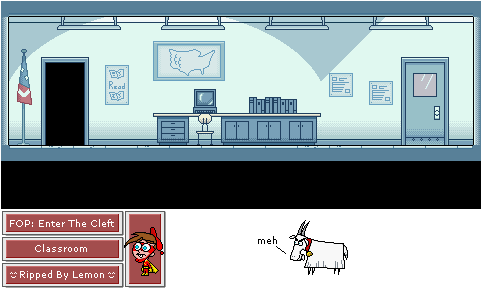 Read
FOP: Enter The Cleft
Classroom
Ripped By Lemon
meh